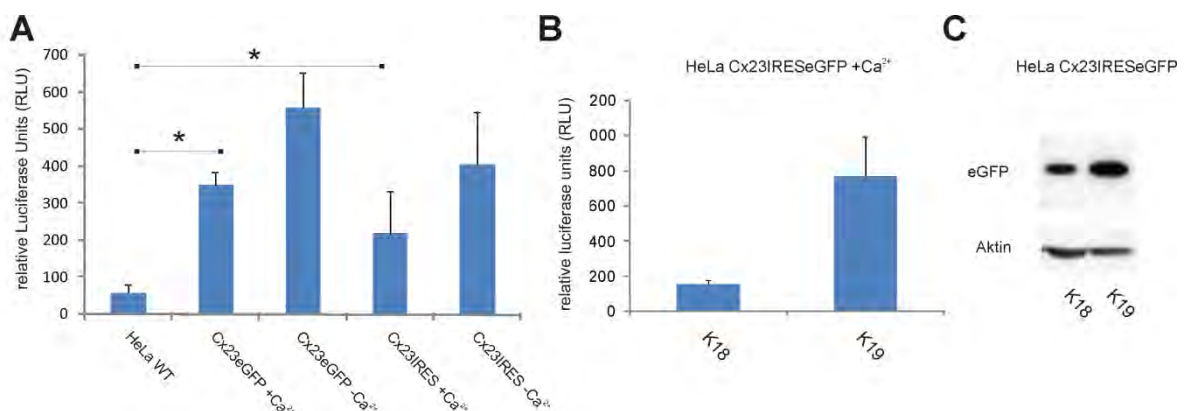 A
relative Luciferase Units (RLU)
700
600
500
400
300
200
100
0
*
*
HeLa WT
Cx23eGFP +Ca²⁺
Cx23eGFP -Ca²⁺
Cx23IRES +Ca²⁺
Cx23IRES -Ca²⁺
B
HeLa Cx23IRESeGFP +Ca²⁺
relative luciferase units (RLU)
200
000
800
600
400
200
0
K18
K19
C
HeLa Cx23IRESeGFP
eGFP
Aktin
K18
K19